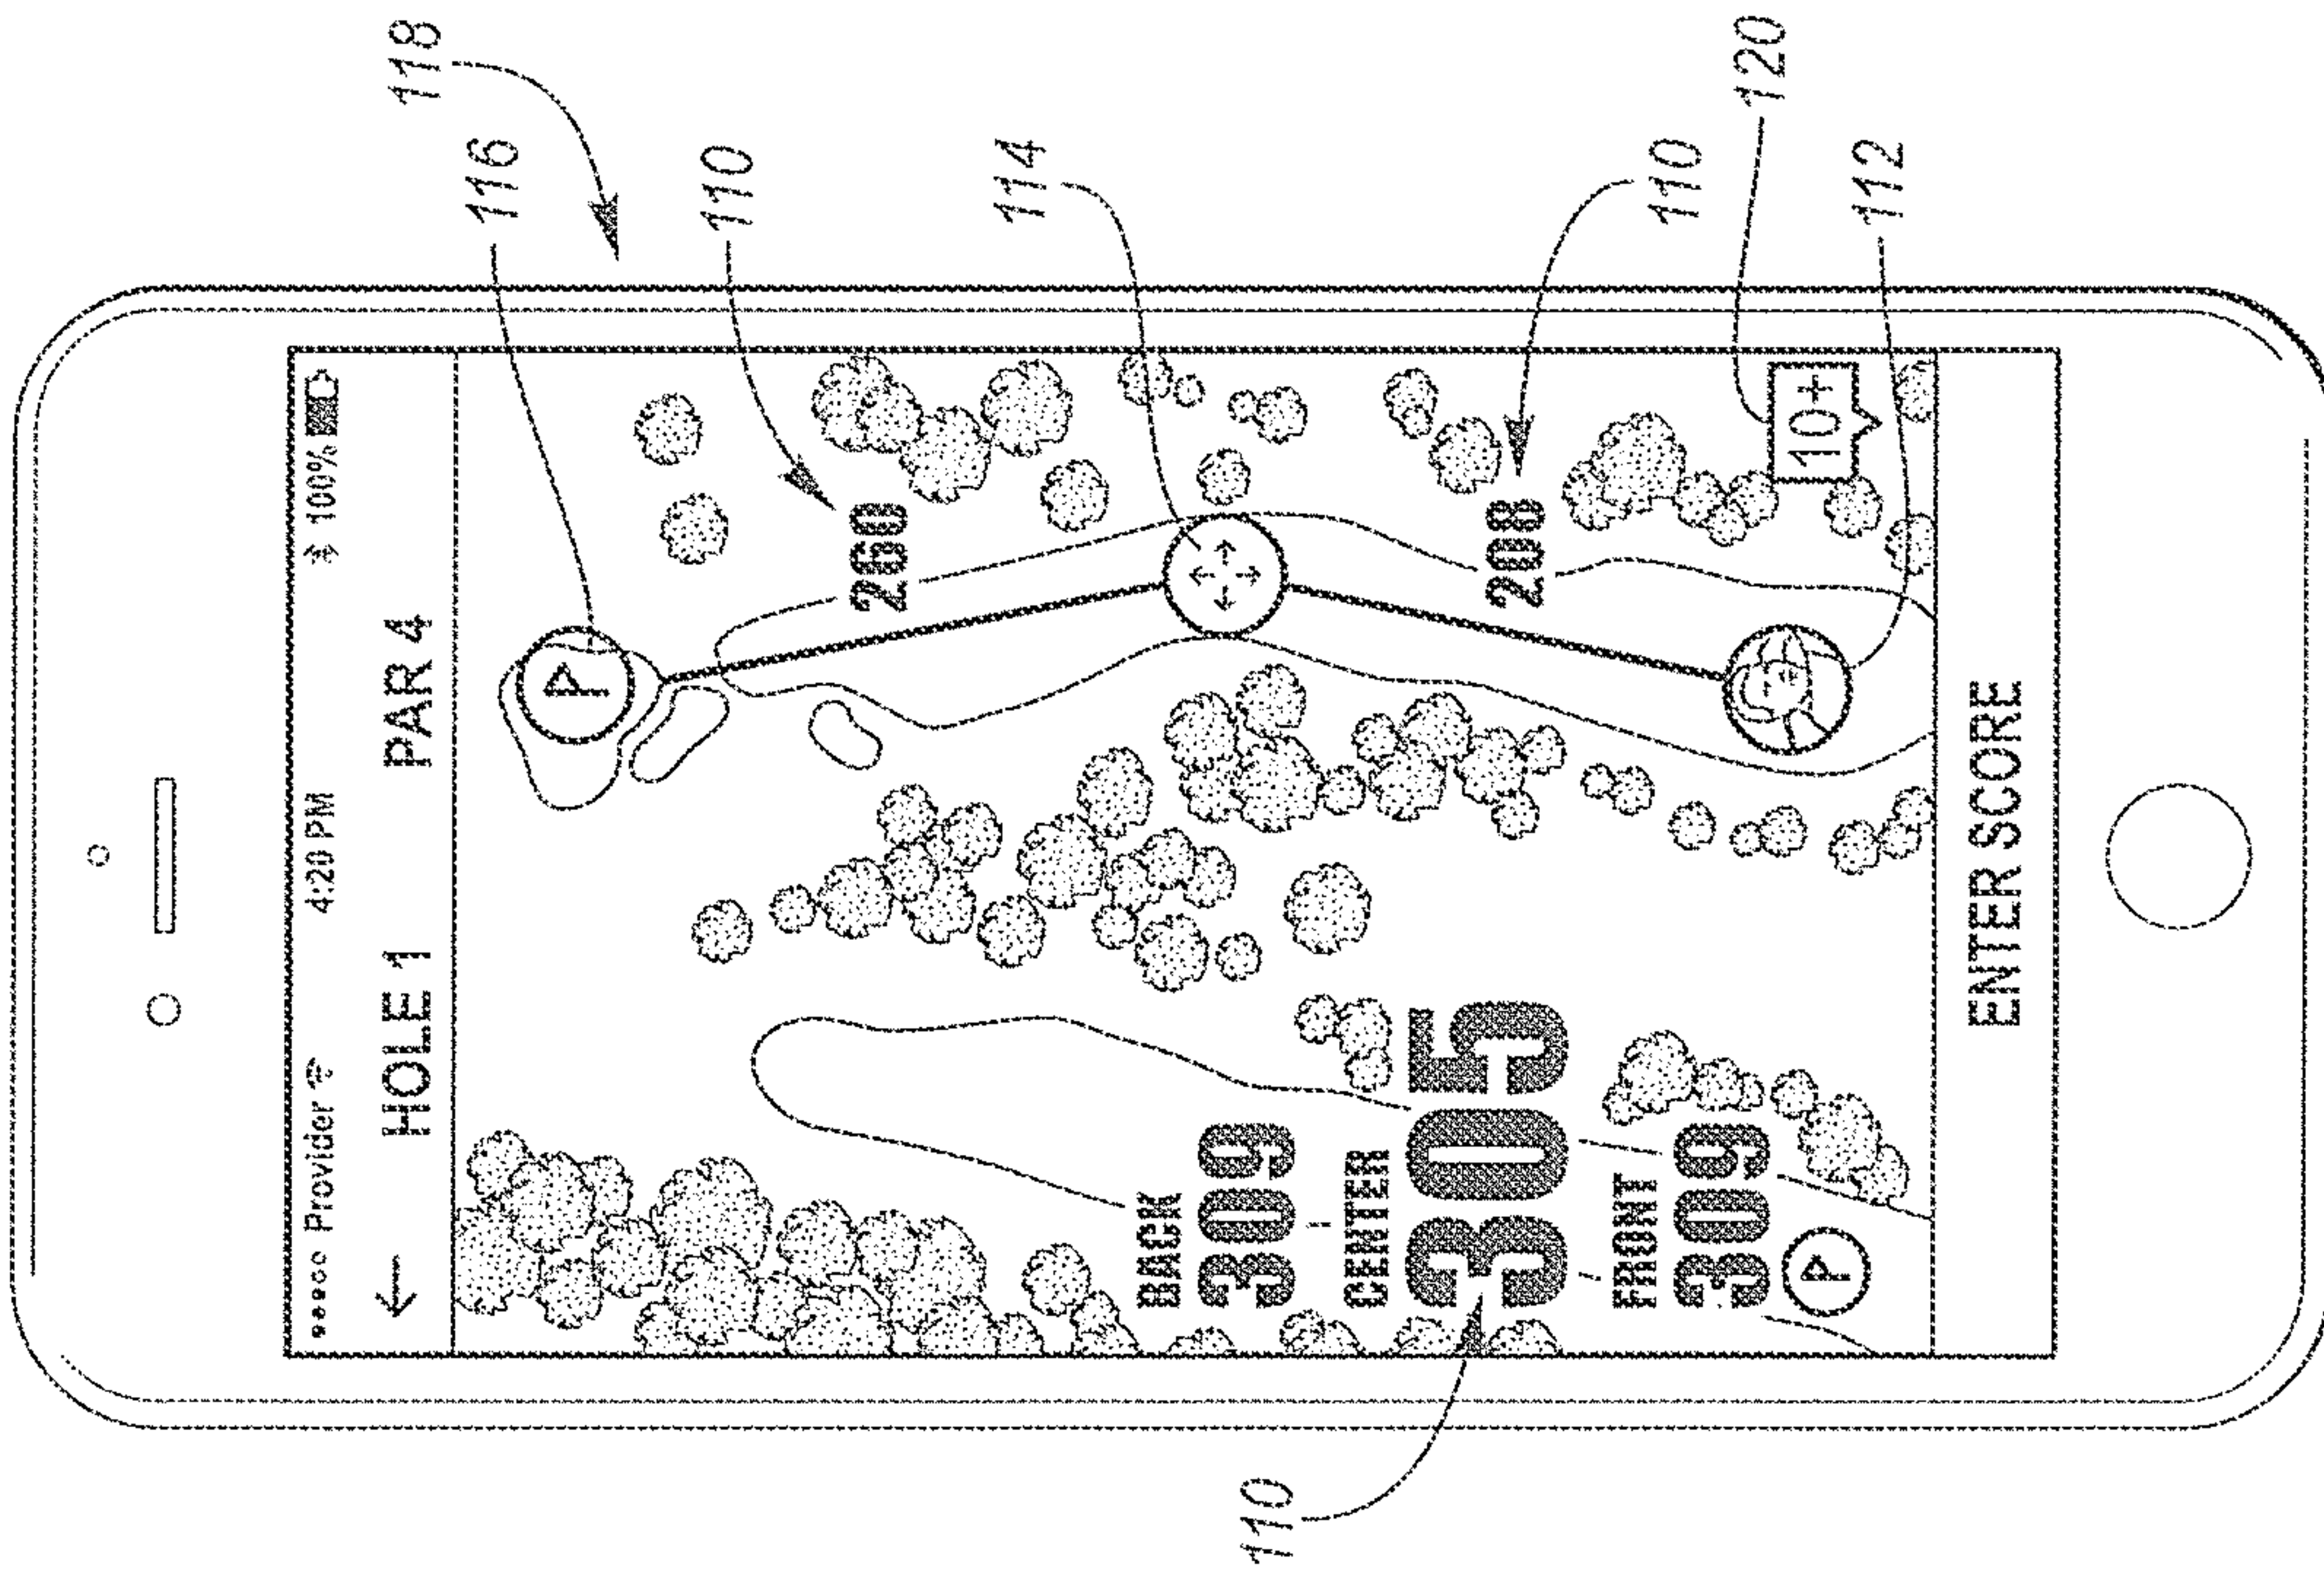 118
116
110
114
110
120
112
Provider 4:20 PM 100%
← HOLE 1 PAR 4
260
208
10+
BACK
309
CENTER
305
FRONT
309
110
ENTER SCORE